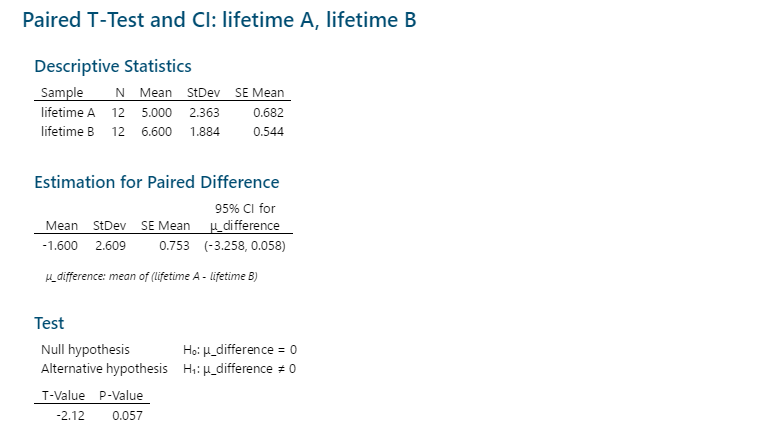 Paired T-Test and CI: lifetime A, lifetime B
Descriptive Statistics
Sample N Mean StDev SE Mean
lifetime A 12 5.000 2.363 0.682
lifetime B 12 6.600 1.884 0.544
Estimation for Paired Difference
95% CI for
Mean StDev SE Mean μ_difference
-1.600 2.609 0.753 (-3.258, 0.058)
μ_difference: mean of (lifetime A - lifetime B)
Test
Null hypothesis H₀: μ_difference = 0
Alternative hypothesis H₁: μ_difference ≠ 0
T-Value P-Value
-2.12 0.057